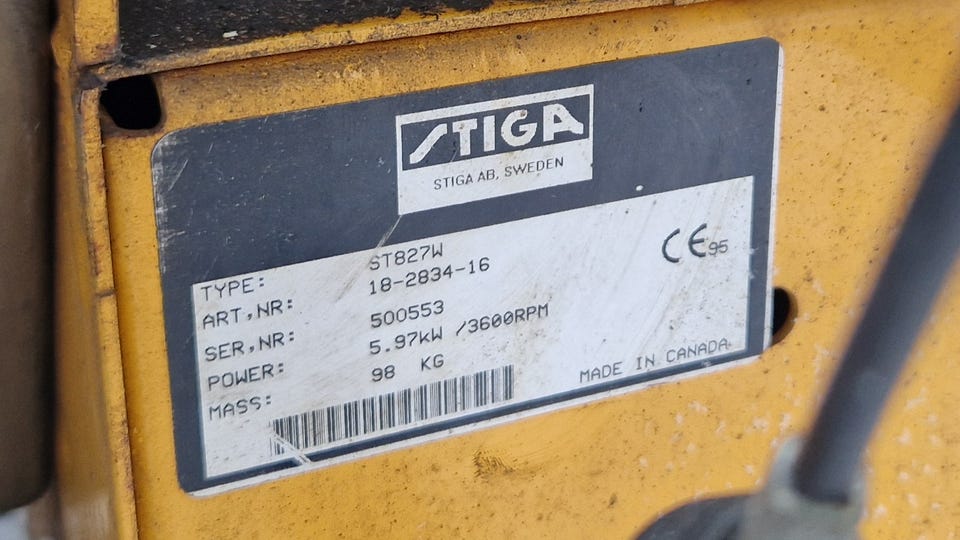 STIGA
STIGA AB, SWEDEN
TYPE: ST827W
ART,NR: 18-2834-16
SER,NR: 500553
POWER: 5.97kW /3600RPM
MASS: 98 KG
CE95
MADE IN CANADA